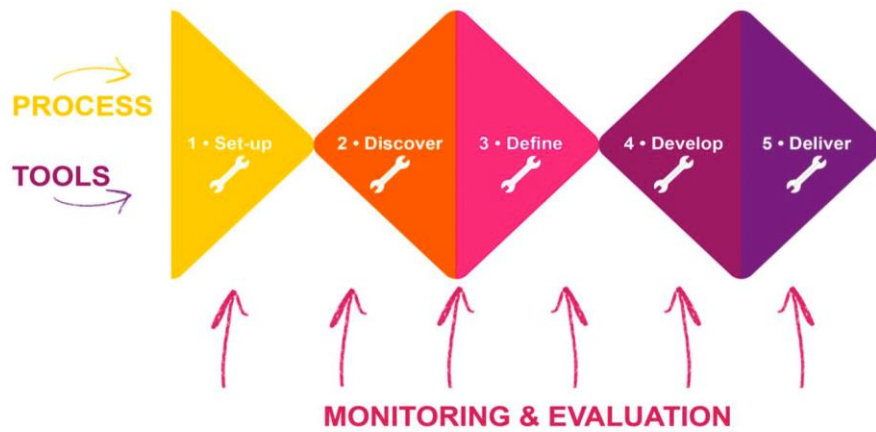 PROCESS
TOOLS
1 • Set-up
2 • Discover
3 • Define
4 • Develop
5 • Deliver
MONITORING & EVALUATION